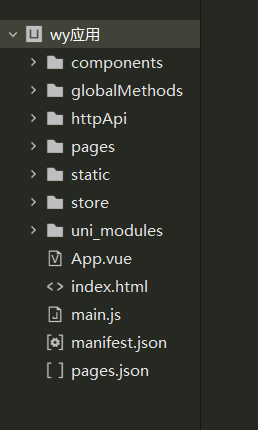 wy应用
components
globalMethods
httpApi
pages
static
store
uni_modules
App.vue
index.html
main.js
manifest.json
pages.json